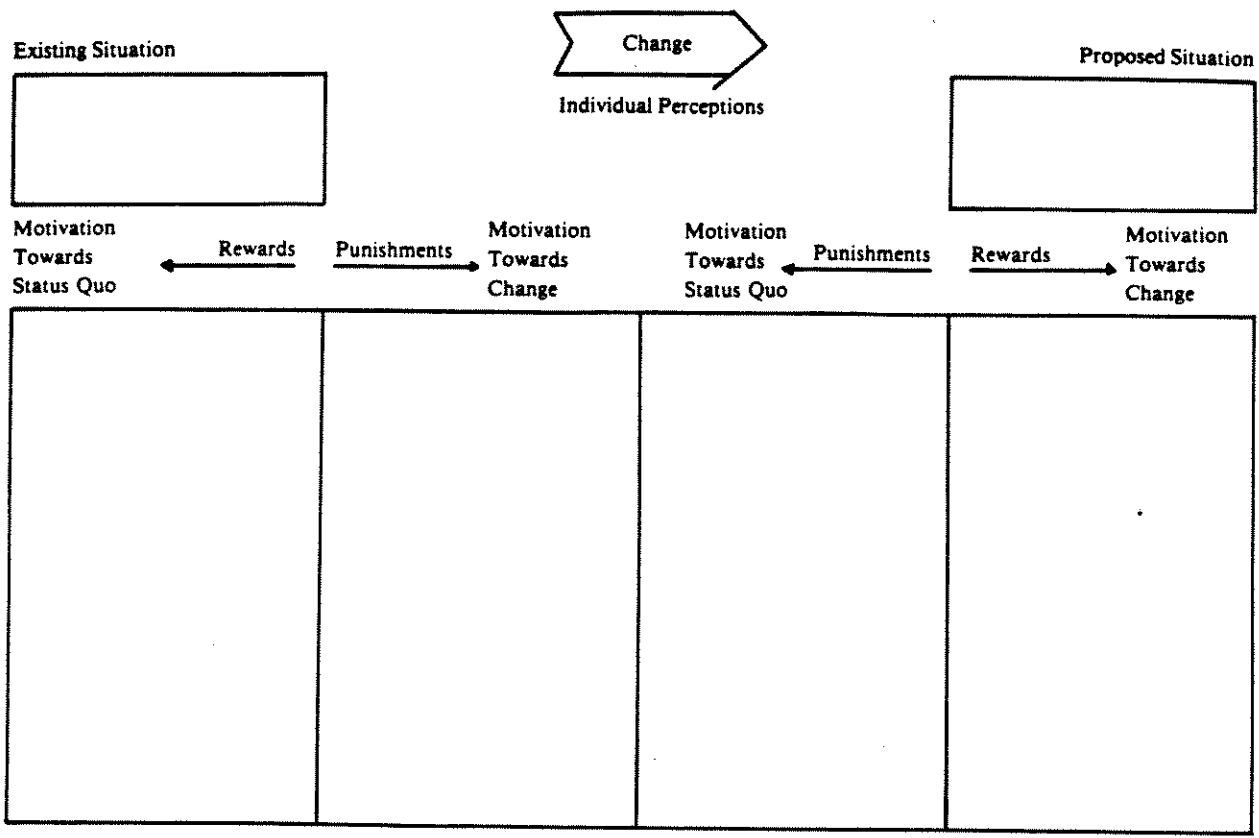 Change
Existing Situation
Proposed Situation
Individual Perceptions
Motivation
Towards
Status Quo
Rewards
Punishments
Motivation
Towards
Change
Motivation
Towards
Status Quo
Punishments
Rewards
Motivation
Towards
Change